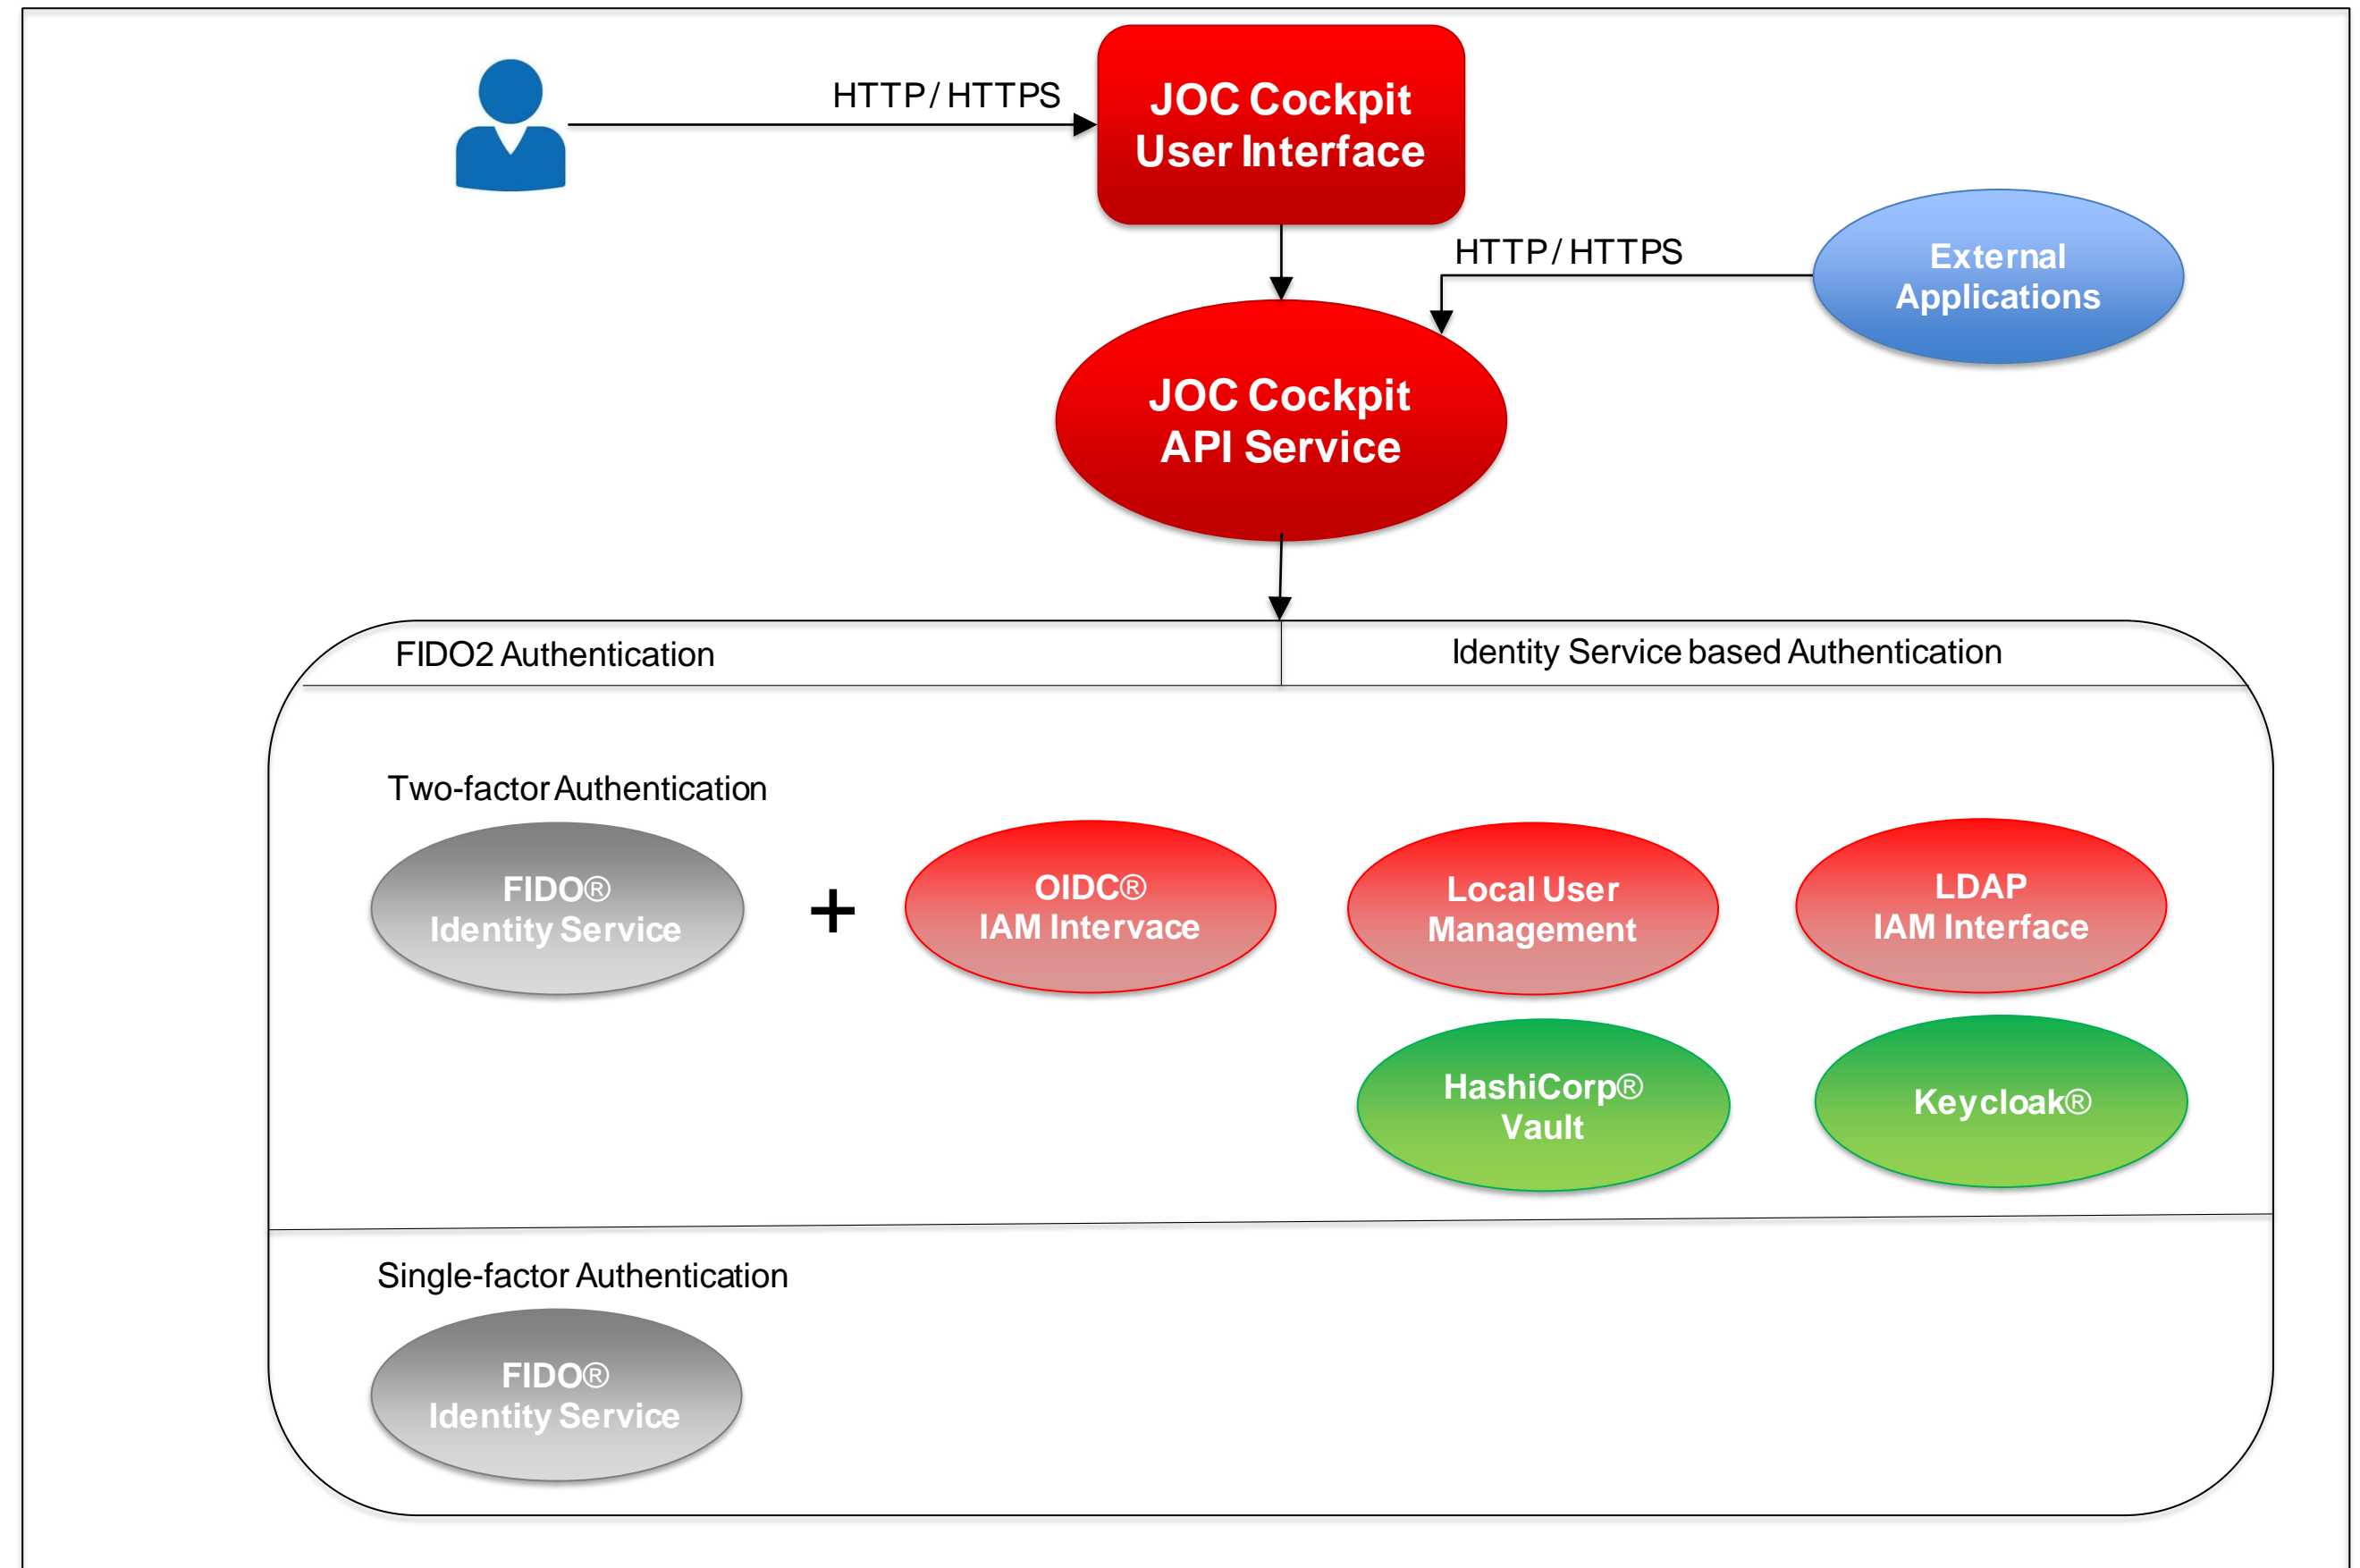 HTTP / HTTPS
JOC Cockpit
User Interface
HTTP / HTTPS
External
Applications
JOC Cockpit
API Service
FIDO2 Authentication
Identity Service based Authentication
Two-factor Authentication
FIDO®
Identity Service
+
OIDC®
IAM Intervace
Local User
Management
LDAP
IAM Interface
HashiCorp®
Vault
Keycloak®
Single-factor Authentication
FIDO®
Identity Service